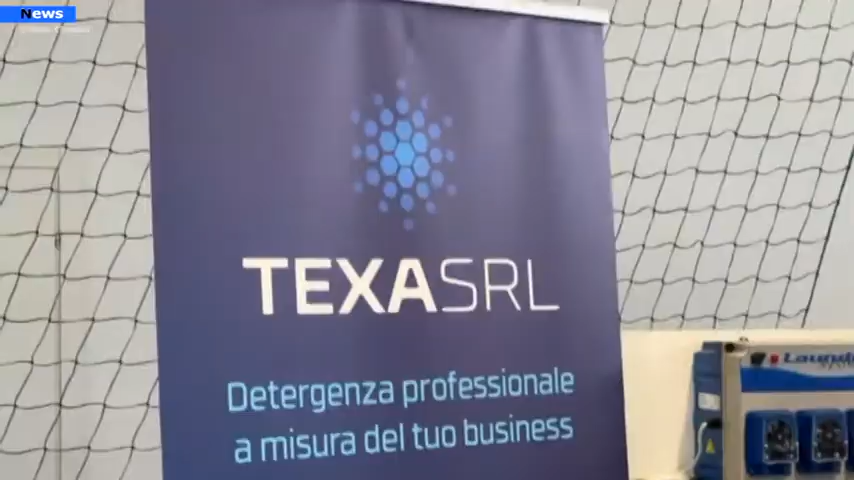 News
TEXASRL
Detergenza professionale
a misura del tuo business